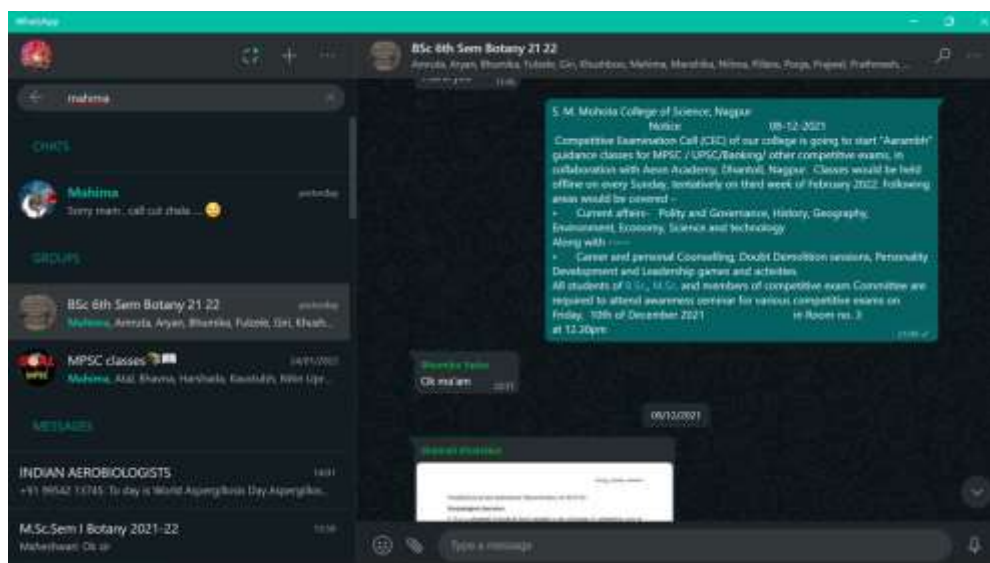 WhatsApp
mahima
CHATS
Mahima
yesterday
Sorry mam.. call cut zhala.... 😊
GROUPS
BSc 6th Sem Botany 21 22
yesterday
Mahima, Amruta, Aryan, Bhumika, Fulzele, Giri, Khush...
MPSC classes
Mahima, Atal, Bhavna, Harshada, Kaustubh, Nitin Upr...
MESSAGES
INDIAN AEROBIOLOGISTS
To day is World Aspergillosis Day
M.Sc.Sem I Botany 2021-22
Maheshwari: Ok sir
BSc 6th Sem Botany 21 22
Amruta, Aryan, Bhumika, Fulzele, Giri, Khushboo, Mahima, Manshika, Nilima, Pooja, Prajwal, Prathmesh, ...
S. M. Mohota College of Science, Nagpur
Notice 08-12-2021
Competitive Examination Call (CEC) of our college is going to start "Aarambh"
guidance classes for MPSC / UPSC/Banking/ other competitive exams, in
collaboration with Aeon Academy, Dhantoli, Nagpur. Classes would be held
offline on every Sunday, tentatively on third week of February 2022. Following
areas would be covered –
• Current affairs- Polity and Governance, History, Geography,
Environment, Economy, Science and technology
Along with -----
• Career and personal Counselling, Doubt Demolition sessions, Personality
Development and Leadership games and activities
All students of B.Sc., M.Sc. and members of competitive exam Committee are
required to attend awareness seminar for various competitive exams on
Friday, 10th of December 2021 in Room no. 3
at 12.20pm
Ok ma'am
09/12/2021
Type a message